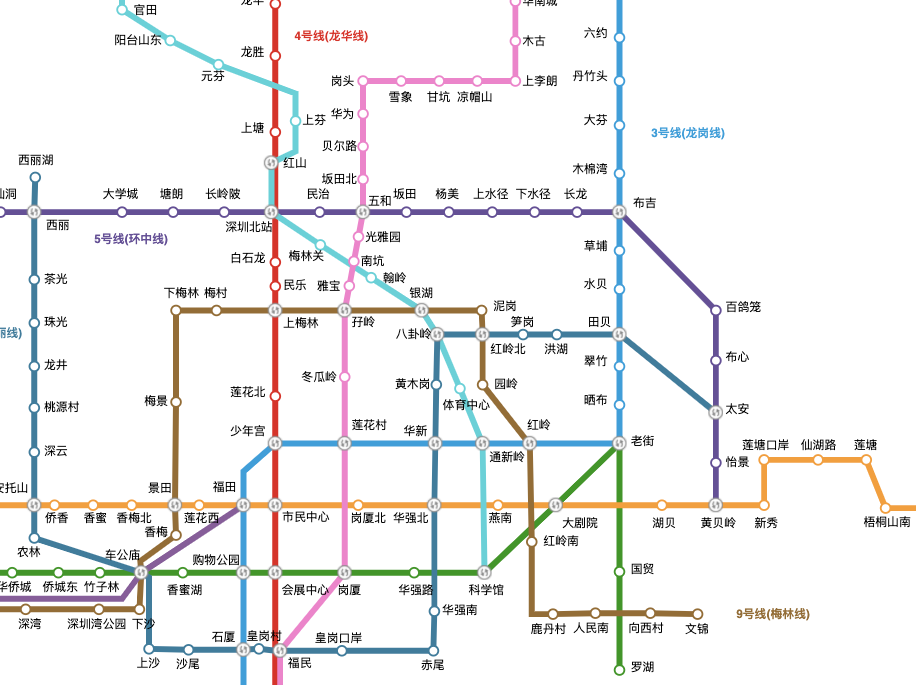 官田
龙华
华南城
阳台山东
龙胜
4号线(龙华线)
木古
六约
元芬
岗头
上李朗
丹竹头
雪象
甘坑
凉帽山
上塘
上芬
华为
大芬
3号线(龙岗线)
贝尔路
西丽湖
红山
木棉湾
坂田北
仙洞
大学城
塘朗
长岭陂
民治
五和
坂田
杨美
上水径
下水径
长龙
布吉
西丽
深圳北站
5号线(环中线)
光雅园
草埔
白石龙
梅林关
南坑
茶光
民乐
雅宝
翰岭
水贝
下梅林
梅村
银湖
泥岗
百鸽笼
珠光
上梅林
孖岭
八卦岭
笋岗
田贝
丽线)
红岭北
洪湖
布心
龙井
翠竹
冬瓜岭
黄木岗
园岭
莲花北
体育中心
晒布
梅景
桃源村
太安
少年宫
莲花村
华新
红岭
老街
莲塘口岸
仙湖路
莲塘
深云
通新岭
怡景
安托山
景田
福田
侨香
香蜜
香梅北
莲花西
市民中心
岗厦北
华强北
燕南
大剧院
湖贝
黄贝岭
新秀
梧桐山南
香梅
农林
车公庙
红岭南
购物公园
华侨城
侨城东
竹子林
香蜜湖
会展中心
岗厦
华强路
科学馆
国贸
深湾
深圳湾公园
下沙
华强南
鹿丹村
人民南
向西村
文锦
9号线(梅林线)
石厦
皇岗村
皇岗口岸
上沙
沙尾
福民
赤尾
罗湖